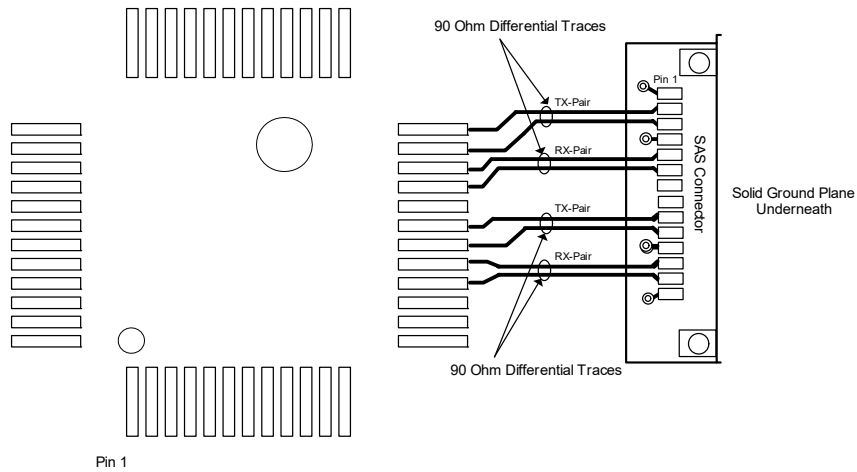 90 Ohm Differential Traces
Pin 1
TX-Pair
RX-Pair
SAS Connector
Solid Ground Plane
Underneath
TX-Pair
RX-Pair
90 Ohm Differential Traces
Pin 1